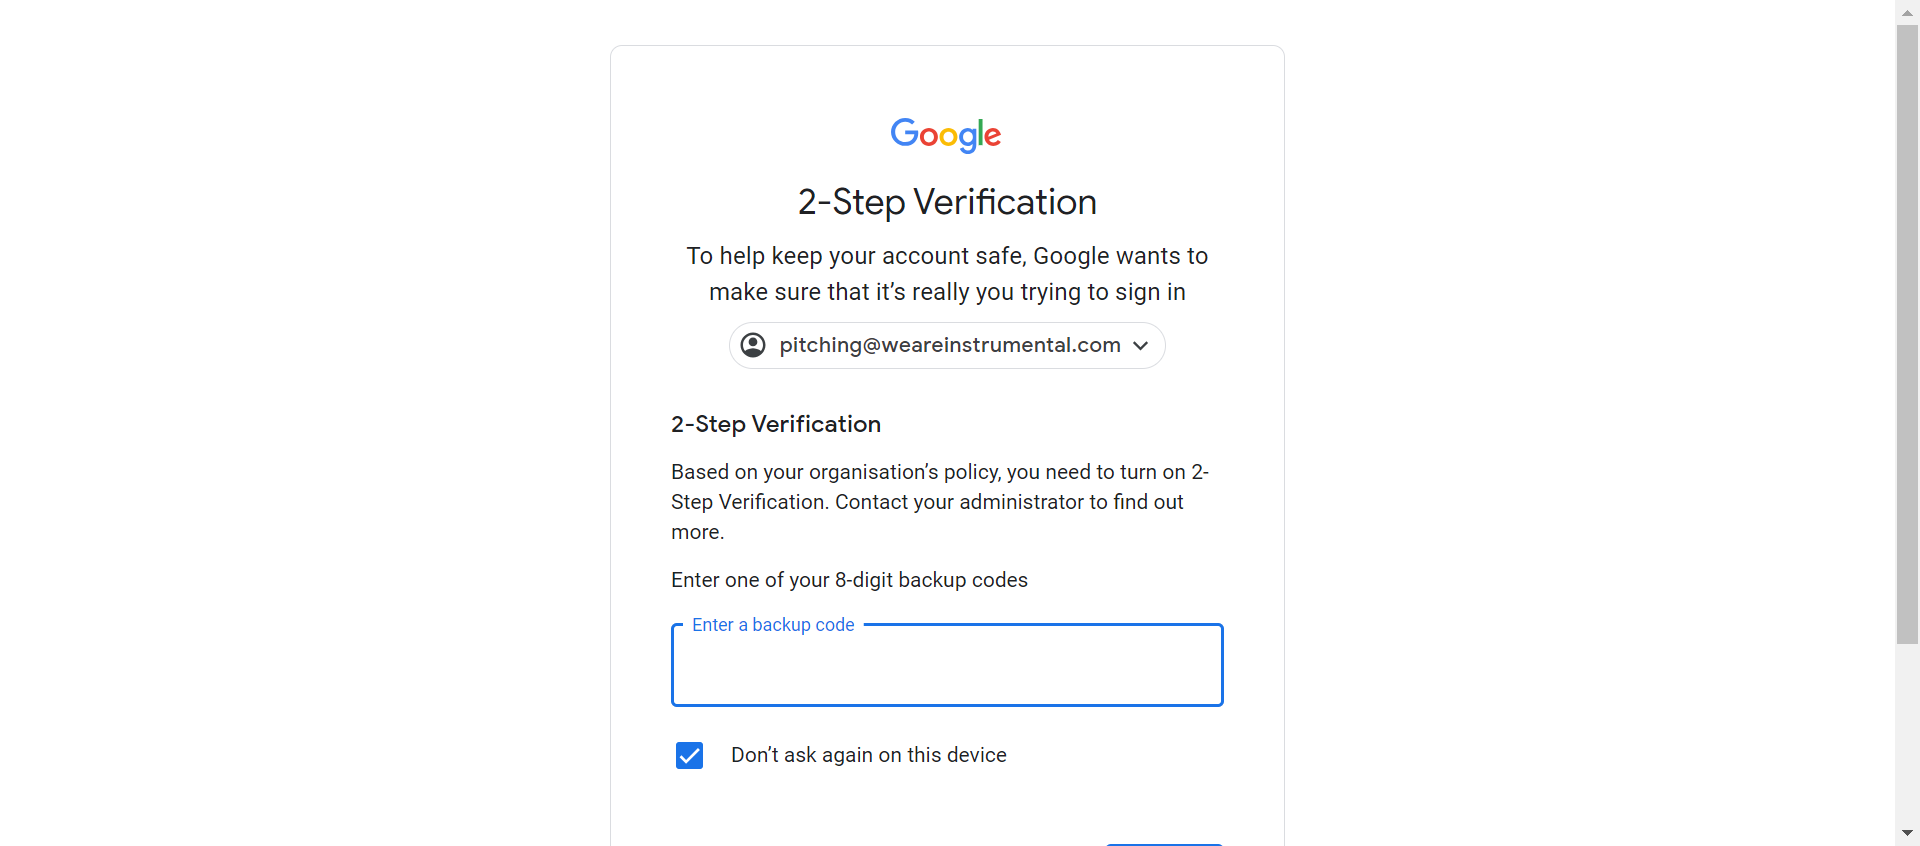 Google
2-Step Verification
To help keep your account safe, Google wants to
make sure that it’s really you trying to sign in
pitching@weareinstrumental.com
2-Step Verification
Based on your organisation’s policy, you need to turn on 2-
Step Verification. Contact your administrator to find out
more.
Enter one of your 8-digit backup codes
Enter a backup code
Don’t ask again on this device